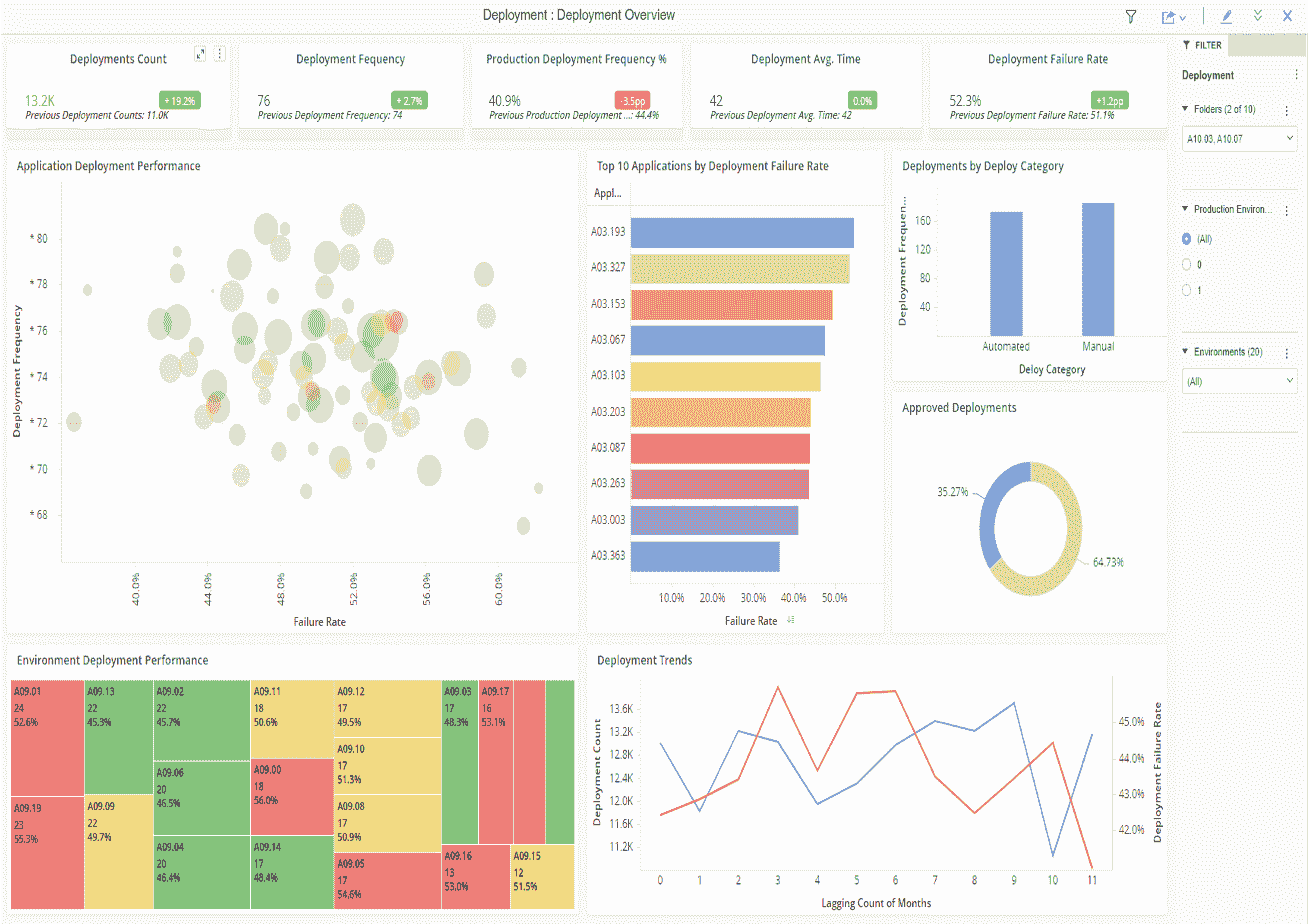 Deployment : Deployment Overview
FILTER
Deployments Count
13.2K
+ 19.2%
Previous Deployment Counts: 11.0K
Deployment Fequency
76
+ 2.7%
Previous Deployment Frequency: 74
Production Deployment Frequency %
40.9%
-3.5pp
Previous Production Deployment ...: 44.4%
Deployment Avg. Time
42
0.0%
Previous Deployment Avg. Time: 42
Deployment Failure Rate
52.3%
+1.2pp
Previous Deployment Failure Rate: 51.1%
Deployment
Folders (2 of 10)
A10.03, A10.07
Production Environ...
(All)
0
1
Environments (20)
(All)
Application Deployment Performance
Deployment Frequency
* 80
* 78
* 76
* 74
* 72
* 70
* 68
40.0%
44.0%
48.0%
52.0%
56.0%
60.0%
Failure Rate
Top 10 Applications by Deployment Failure Rate
Appl...
A03.193
A03.327
A03.153
A03.067
A03.103
A03.203
A03.087
A03.263
A03.003
A03.363
10.0%
20.0%
30.0%
40.0%
50.0%
Failure Rate
Deployments by Deploy Category
Deployment Frequen...
160
120
80
40
Automated
Manual
Deloy Category
Approved Deployments
35.27%
64.73%
Environment Deployment Performance
A09.01
24
52.6%
A09.19
23
55.3%
A09.13
22
45.3%
A09.09
22
49.7%
A09.02
22
45.7%
A09.06
20
46.5%
A09.04
20
46.4%
A09.11
18
50.6%
A09.00
18
56.0%
A09.14
17
48.4%
A09.12
17
49.5%
A09.10
17
51.3%
A09.08
17
50.9%
A09.05
17
54.6%
A09.03
17
48.3%
A09.17
16
53.1%
A09.16
13
53.0%
A09.15
12
51.5%
Deployment Trends
Deployment Count
13.6K
13.2K
12.8K
12.4K
12.0K
11.6K
11.2K
0
1
2
3
4
5
6
7
8
9
10
11
Lagging Count of Months
45.0%
44.0%
43.0%
42.0%
Deployment Failure Rate